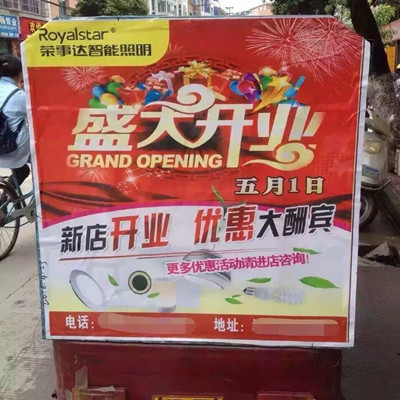 Royalstar®
荣事达智能照明
盛大开业
GRAND OPENING
五月1日
新店开业 优惠大酬宾
更多优惠活动请进店咨询!
电话: 地址: